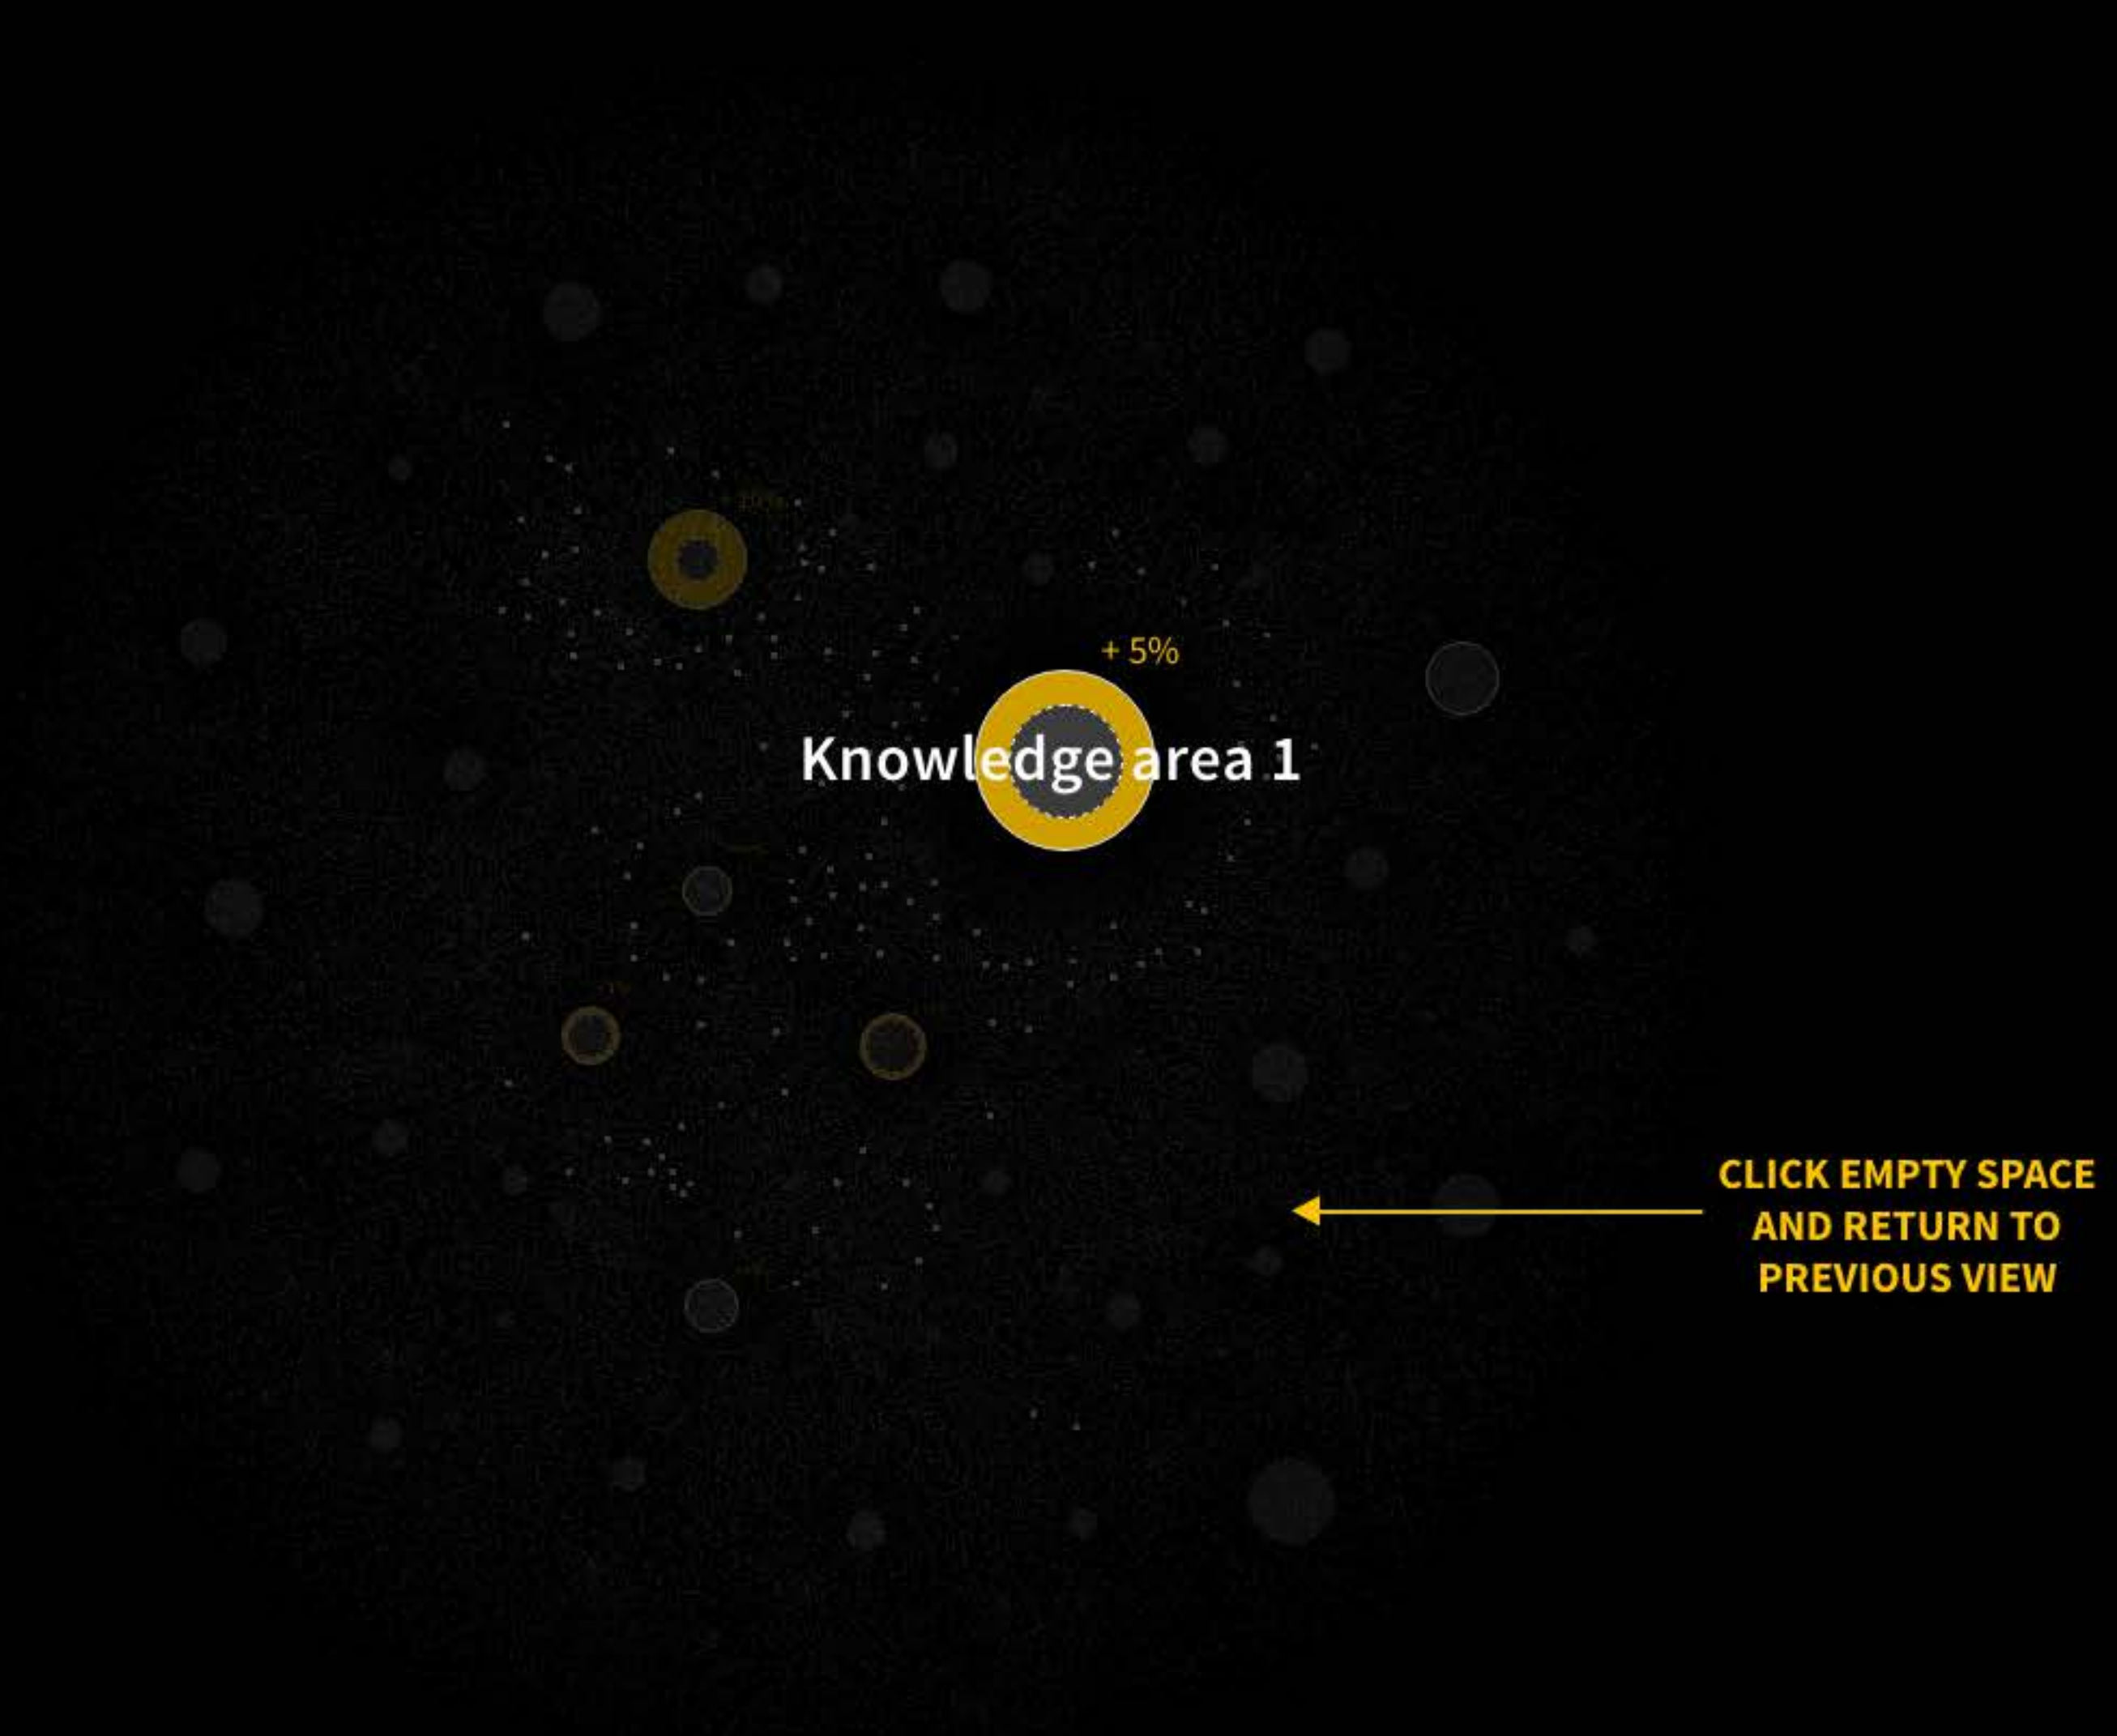 + 5%
Knowledge area 1
CLICK EMPTY SPACE
AND RETURN TO
PREVIOUS VIEW